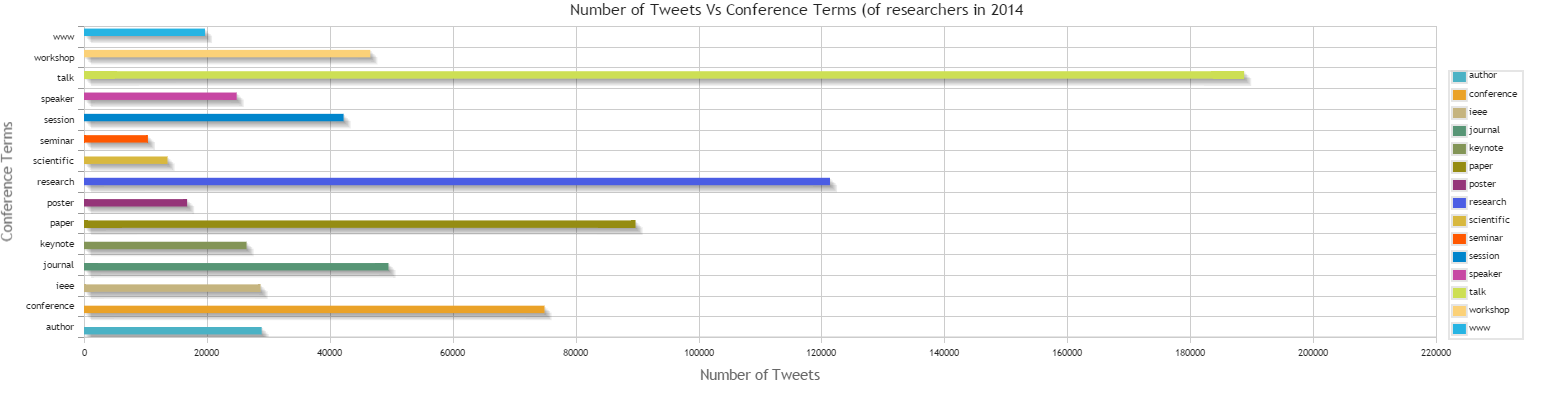 Number of Tweets Vs Conference Terms (of researchers in 2014
Conference Terms
www
workshop
talk
speaker
session
seminar
scientific
research
poster
paper
keynote
journal
ieee
conference
author
0 20000 40000 60000 80000 100000 120000 140000 160000 180000 200000 220000
Number of Tweets
author
conference
ieee
journal
keynote
paper
poster
research
scientific
seminar
session
speaker
talk
workshop
www